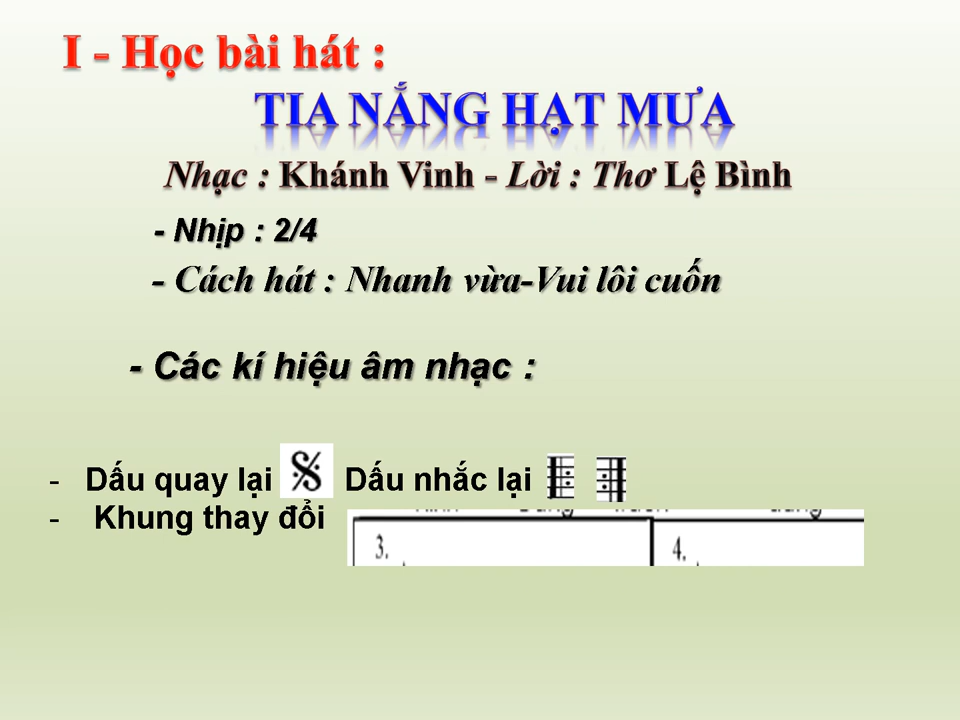 I - Học bài hát :
TIA NẮNG HẠT MƯA
Nhạc : Khánh Vinh - Lời : Thơ Lệ Bình
- Nhịp : 2/4
- Cách hát : Nhanh vừa-Vui lôi cuốn
- Các kí hiệu âm nhạc :
- Dấu quay lại Dấu nhắc lại
- Khung thay đổi
3. 4.